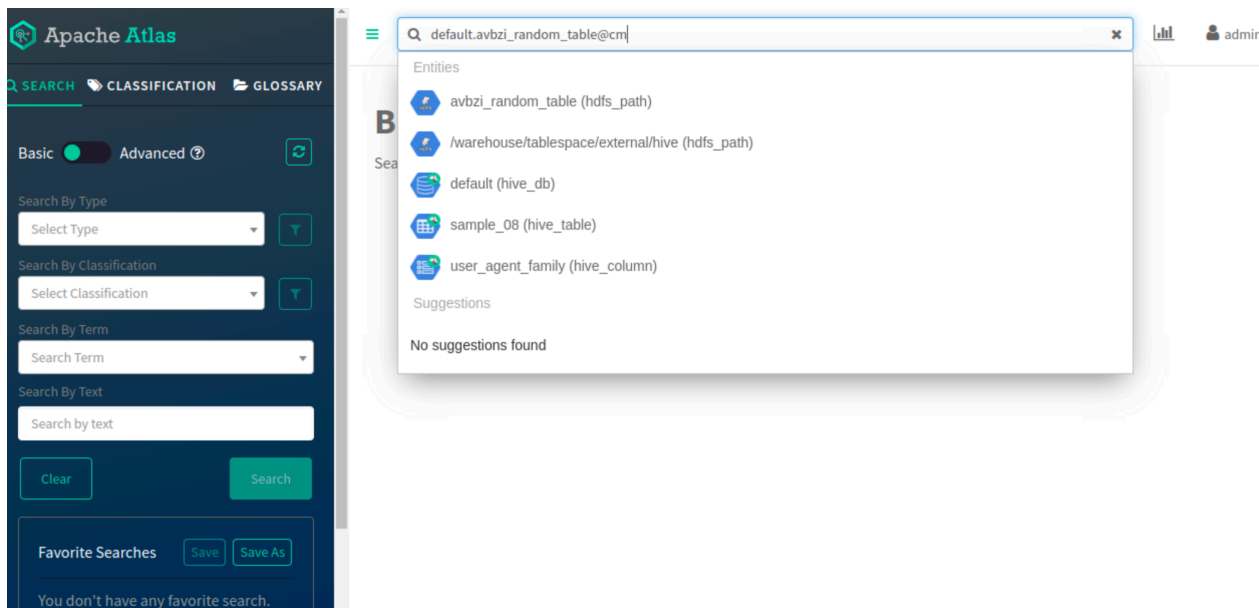 Apache Atlas
SEARCH CLASSIFICATION GLOSSARY
Basic Advanced
Search By Type
Select Type
Search By Classification
Select Classification
Search By Term
Search Term
Search By Text
Search by text
Clear Search
Favorite Searches Save Save As
You don't have any favorite search.
default.avbzi_random_table@cm
admin
Entities
avbzi_random_table (hdfs_path)
/warehouse/tablespace/external/hive (hdfs_path)
default (hive_db)
sample_08 (hive_table)
user_agent_family (hive_column)
Suggestions
No suggestions found
B
Sea